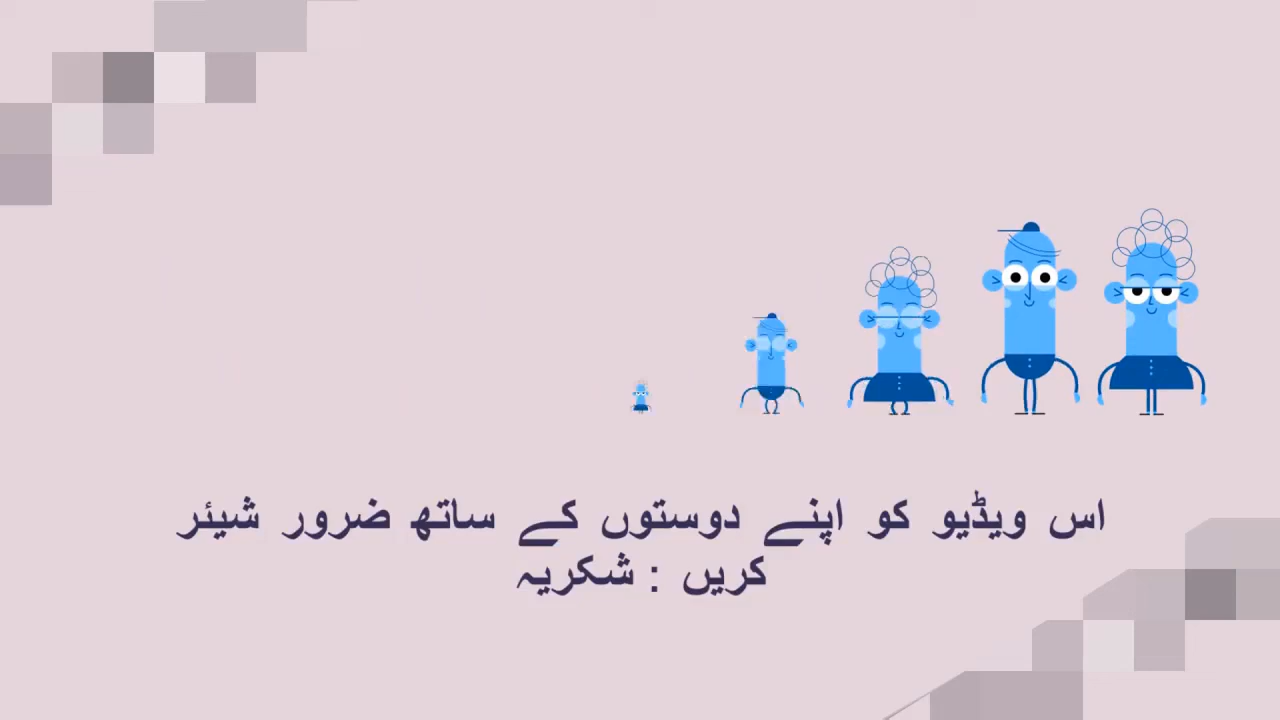 اس ویڈیو کو اپنے دوستوں کے ساتھ ضرور شیئر
کریں : شکریہ